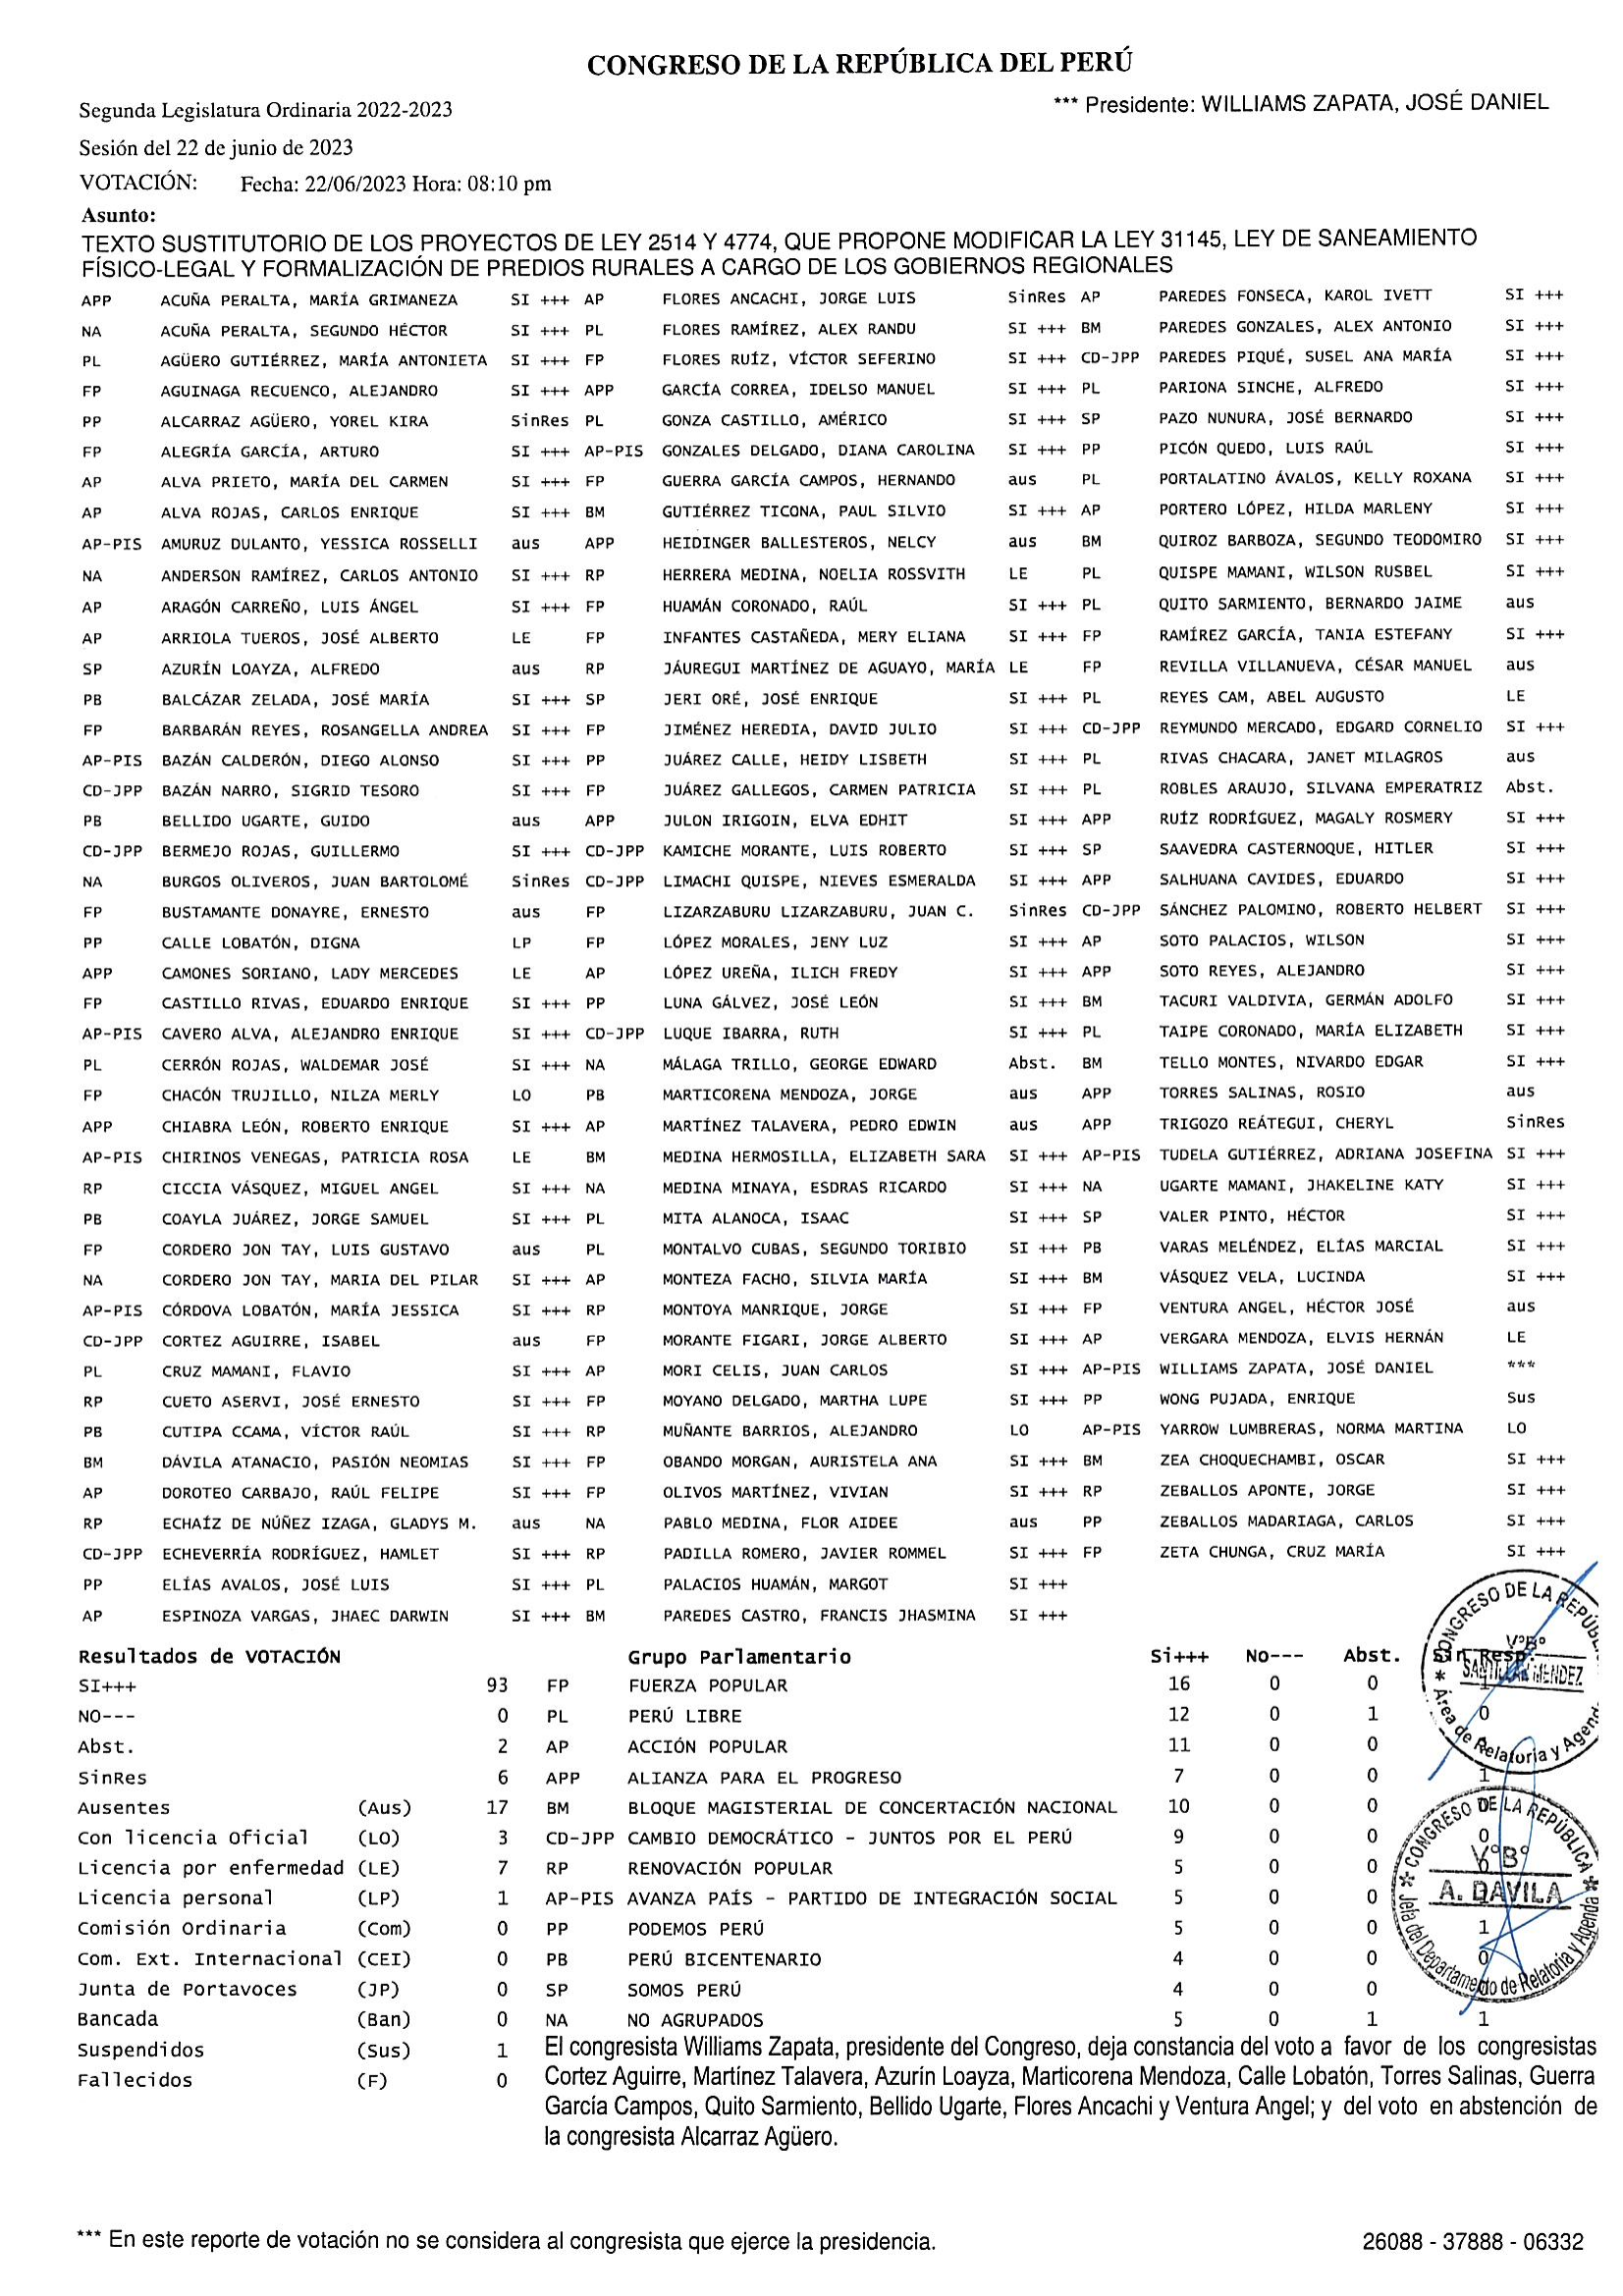 CONGRESO DE LA REPÚBLICA DEL PERÚ
Segunda Legislatura Ordinaria 2022-2023 *** Presidente: WILLIAMS ZAPATA, JOSÉ DANIEL
Sesión del 22 de junio de 2023
VOTACIÓN: Fecha: 22/06/2023 Hora: 08:10 pm
Asunto:
TEXTO SUSTITUTORIO DE LOS PROYECTOS DE LEY 2514 Y 4774, QUE PROPONE MODIFICAR LA LEY 31145, LEY DE SANEAMIENTO
FÍSICO-LEGAL Y FORMALIZACIÓN DE PREDIOS RURALES A CARGO DE LOS GOBIERNOS REGIONALES
APP ACUÑA PERALTA, MARÍA GRIMANEZA SI +++ AP FLORES ANCACHI, JORGE LUIS SinRes AP PAREDES FONSECA, KAROL IVETT SI +++
NA ACUÑA PERALTA, SEGUNDO HÉCTOR SI +++ PL FLORES RAMÍREZ, ALEX RANDU SI +++ BM PAREDES GONZALES, ALEX ANTONIO SI +++
PL AGÜERO GUTIÉRREZ, MARÍA ANTONIETA SI +++ FP FLORES RUÍZ, VÍCTOR SEFERINO SI +++ CD-JPP PAREDES PIQUÉ, SUSEL ANA MARÍA SI +++
FP AGUINAGA RECUENCO, ALEJANDRO SI +++ APP GARCÍA CORREA, IDELSO MANUEL SI +++ PL PARIONA SINCHE, ALFREDO SI +++
PP ALCARRAZ AGÜERO, YOREL KIRA SinRes PL GONZA CASTILLO, AMÉRICO SI +++ SP PAZO NUNURA, JOSÉ BERNARDO SI +++
FP ALEGRÍA GARCÍA, ARTURO SI +++ AP-PIS GONZALES DELGADO, DIANA CAROLINA SI +++ PP PICÓN QUEDO, LUIS RAÚL SI +++
AP ALVA PRIETO, MARÍA DEL CARMEN SI +++ FP GUERRA GARCÍA CAMPOS, HERNANDO aus PL PORTALATINO ÁVALOS, KELLY ROXANA SI +++
AP ALVA ROJAS, CARLOS ENRIQUE SI +++ BM GUTIÉRREZ TICONA, PAUL SILVIO SI +++ AP PORTERO LÓPEZ, HILDA MARLENY SI +++
AP-PIS AMURUZ DULANTO, YESSICA ROSSELLI aus APP HEIDINGER BALLESTEROS, NELCY aus BM QUIROZ BARBOZA, SEGUNDO TEODOMIRO SI +++
NA ANDERSON RAMÍREZ, CARLOS ANTONIO SI +++ RP HERRERA MEDINA, NOELIA ROSSVITH LE PL QUISPE MAMANI, WILSON RUSBEL SI +++
AP ARAGÓN CARREÑO, LUIS ÁNGEL SI +++ FP HUAMÁN CORONADO, RAÚL SI +++ PL QUITO SARMIENTO, BERNARDO JAIME aus
AP ARRIOLA TUEROS, JOSÉ ALBERTO LE FP INFANTES CASTAÑEDA, MERY ELIANA SI +++ FP RAMÍREZ GARCÍA, TANIA ESTEFANY SI +++
SP AZURÍN LOAYZA, ALFREDO aus RP JÁUREGUI MARTÍNEZ DE AGUAYO, MARÍA LE FP REVILLA VILLANUEVA, CÉSAR MANUEL aus
PB BALCÁZAR ZELADA, JOSÉ MARÍA SI +++ SP JERI ORÉ, JOSÉ ENRIQUE SI +++ PL REYES CAM, ABEL AUGUSTO LE
FP BARBARÁN REYES, ROSANGELLA ANDREA SI +++ FP JIMÉNEZ HEREDIA, DAVID JULIO SI +++ CD-JPP REYMUNDO MERCADO, EDGARD CORNELIO SI +++
AP-PIS BAZÁN CALDERÓN, DIEGO ALONSO SI +++ PP JUÁREZ CALLE, HEIDY LISBETH SI +++ PL RIVAS CHACARA, JANET MILAGROS aus
CD-JPP BAZÁN NARRO, SIGRID TESORO SI +++ FP JUÁREZ GALLEGOS, CARMEN PATRICIA SI +++ PL ROBLES ARAUJO, SILVANA EMPERATRIZ Abst.
PB BELLIDO UGARTE, GUIDO aus APP JULON IRIGOIN, ELVA EDHIT SI +++ APP RUÍZ RODRÍGUEZ, MAGALY ROSMERY SI +++
CD-JPP BERMEJO ROJAS, GUILLERMO SI +++ CD-JPP KAMICHE MORANTE, LUIS ROBERTO SI +++ SP SAAVEDRA CASTERNOQUE, HITLER SI +++
NA BURGOS OLIVEROS, JUAN BARTOLOMÉ SinRes CD-JPP LIMACHI QUISPE, NIEVES ESMERALDA SI +++ APP SALHUANA CAVIDES, EDUARDO SI +++
FP BUSTAMANTE DONAYRE, ERNESTO aus FP LIZARZABURU LIZARZABURU, JUAN C. SinRes CD-JPP SÁNCHEZ PALOMINO, ROBERTO HELBERT SI +++
PP CALLE LOBATÓN, DIGNA LP FP LÓPEZ MORALES, JENY LUZ SI +++ AP SOTO PALACIOS, WILSON SI +++
APP CAMONES SORIANO, LADY MERCEDES LE AP LÓPEZ UREÑA, ILICH FREDY SI +++ APP SOTO REYES, ALEJANDRO SI +++
FP CASTILLO RIVAS, EDUARDO ENRIQUE SI +++ PP LUNA GÁLVEZ, JOSÉ LEÓN SI +++ BM TACURI VALDIVIA, GERMÁN ADOLFO SI +++
AP-PIS CAVERO ALVA, ALEJANDRO ENRIQUE SI +++ CD-JPP LUQUE IBARRA, RUTH SI +++ PL TAIPE CORONADO, MARÍA ELIZABETH SI +++
PL CERRÓN ROJAS, WALDEMAR JOSÉ SI +++ NA MÁLAGA TRILLO, GEORGE EDWARD Abst. BM TELLO MONTES, NIVARDO EDGAR SI +++
FP CHACÓN TRUJILLO, NILZA MERLY LO PB MARTICORENA MENDOZA, JORGE aus APP TORRES SALINAS, ROSIO aus
APP CHIABRA LEÓN, ROBERTO ENRIQUE SI +++ AP MARTÍNEZ TALAVERA, PEDRO EDWIN aus APP TRIGOZO REÁTEGUI, CHERYL SinRes
AP-PIS CHIRINOS VENEGAS, PATRICIA ROSA LE BM MEDINA HERMOSILLA, ELIZABETH SARA SI +++ AP-PIS TUDELA GUTIÉRREZ, ADRIANA JOSEFINA SI +++
RP CICCIA VÁSQUEZ, MIGUEL ANGEL SI +++ NA MEDINA MINAYA, ESDRAS RICARDO SI +++ NA UGARTE MAMANI, JHAKELINE KATY SI +++
PB COAYLA JUÁREZ, JORGE SAMUEL SI +++ PL MITA ALANOCA, ISAAC SI +++ SP VALER PINTO, HÉCTOR SI +++
FP CORDERO JON TAY, LUIS GUSTAVO aus PL MONTALVO CUBAS, SEGUNDO TORIBIO SI +++ PB VARAS MELÉNDEZ, ELÍAS MARCIAL SI +++
NA CORDERO JON TAY, MARIA DEL PILAR SI +++ AP MONTEZA FACHO, SILVIA MARÍA SI +++ BM VÁSQUEZ VELA, LUCINDA SI +++
AP-PIS CÓRDOVA LOBATÓN, MARÍA JESSICA SI +++ RP MONTOYA MANRIQUE, JORGE SI +++ FP VENTURA ANGEL, HÉCTOR JOSÉ aus
CD-JPP CORTEZ AGUIRRE, ISABEL aus FP MORANTE FIGARI, JORGE ALBERTO SI +++ AP VERGARA MENDOZA, ELVIS HERNÁN LE
PL CRUZ MAMANI, FLAVIO SI +++ AP MORI CELIS, JUAN CARLOS SI +++ AP-PIS WILLIAMS ZAPATA, JOSÉ DANIEL ***
RP CUETO ASERVI, JOSÉ ERNESTO SI +++ FP MOYANO DELGADO, MARTHA LUPE SI +++ PP WONG PUJADA, ENRIQUE Sus
PB CUTIPA CCAMA, VÍCTOR RAÚL SI +++ RP MUÑANTE BARRIOS, ALEJANDRO LO AP-PIS YARROW LUMBRERAS, NORMA MARTINA LO
BM DÁVILA ATANACIO, PASIÓN NEOMIAS SI +++ FP OBANDO MORGAN, AURISTELA ANA SI +++ BM ZEA CHOQUECHAMBI, OSCAR SI +++
AP DOROTEO CARBAJO, RAÚL FELIPE SI +++ FP OLIVOS MARTÍNEZ, VIVIAN SI +++ RP ZEBALLOS APONTE, JORGE SI +++
RP ECHAÍZ DE NÚÑEZ IZAGA, GLADYS M. aus NA PABLO MEDINA, FLOR AIDEE aus PP ZEBALLOS MADARIAGA, CARLOS SI +++
CD-JPP ECHEVERRÍA RODRÍGUEZ, HAMLET SI +++ RP PADILLA ROMERO, JAVIER ROMMEL SI +++ FP ZETA CHUNGA, CRUZ MARÍA SI +++
PP ELÍAS AVALOS, JOSÉ LUIS SI +++ PL PALACIOS HUAMÁN, MARGOT SI +++
AP ESPINOZA VARGAS, JHAEC DARWIN SI +++ BM PAREDES CASTRO, FRANCIS JHASMINA SI +++
Resultados de VOTACIÓN Grupo Parlamentario Si+++ No--- Abst. Sin Resp.
SI+++ 93 FP FUERZA POPULAR 16 0 0 1
NO--- 0 PL PERÚ LIBRE 12 0 1 0
Abst. 2 AP ACCIÓN POPULAR 11 0 0
SinRes 6 APP ALIANZA PARA EL PROGRESO 7 0 0 1
Ausentes (Aus) 17 BM BLOQUE MAGISTERIAL DE CONCERTACIÓN NACIONAL 10 0 0
Con licencia Oficial (LO) 3 CD-JPP CAMBIO DEMOCRÁTICO - JUNTOS POR EL PERÚ 9 0 0 0
Licencia por enfermedad (LE) 7 RP RENOVACIÓN POPULAR 5 0 0 0
Licencia personal (LP) 1 AP-PIS AVANZA PAÍS - PARTIDO DE INTEGRACIÓN SOCIAL 5 0 0
Comisión Ordinaria (Com) 0 PP PODEMOS PERÚ 5 0 0 1
Com. Ext. Internacional (CEI) 0 PB PERÚ BICENTENARIO 4 0 0 0
Junta de Portavoces (JP) 0 SP SOMOS PERÚ 4 0 0
Bancada (Ban) 0 NA NO AGRUPADOS 5 0 1 1
Suspendidos (Sus) 1
Fallecidos (F) 0
El congresista Williams Zapata, presidente del Congreso, deja constancia del voto a favor de los congresistas
Cortez Aguirre, Martínez Talavera, Azurín Loayza, Marticorena Mendoza, Calle Lobatón, Torres Salinas, Guerra
García Campos, Quito Sarmiento, Bellido Ugarte, Flores Ancachi y Ventura Angel; y del voto en abstención de
la congresista Alcarraz Agüero.
CONGRESO DE LA REPÚBLICA
V°B°
Área de Relatoría y Agenda
CONGRESO DE LA REPÚBLICA
V°B°
A. DAVILA
Jefa del Departamento de Relatoría y Agenda
*** En este reporte de votación no se considera al congresista que ejerce la presidencia. 26088 - 37888 - 06332